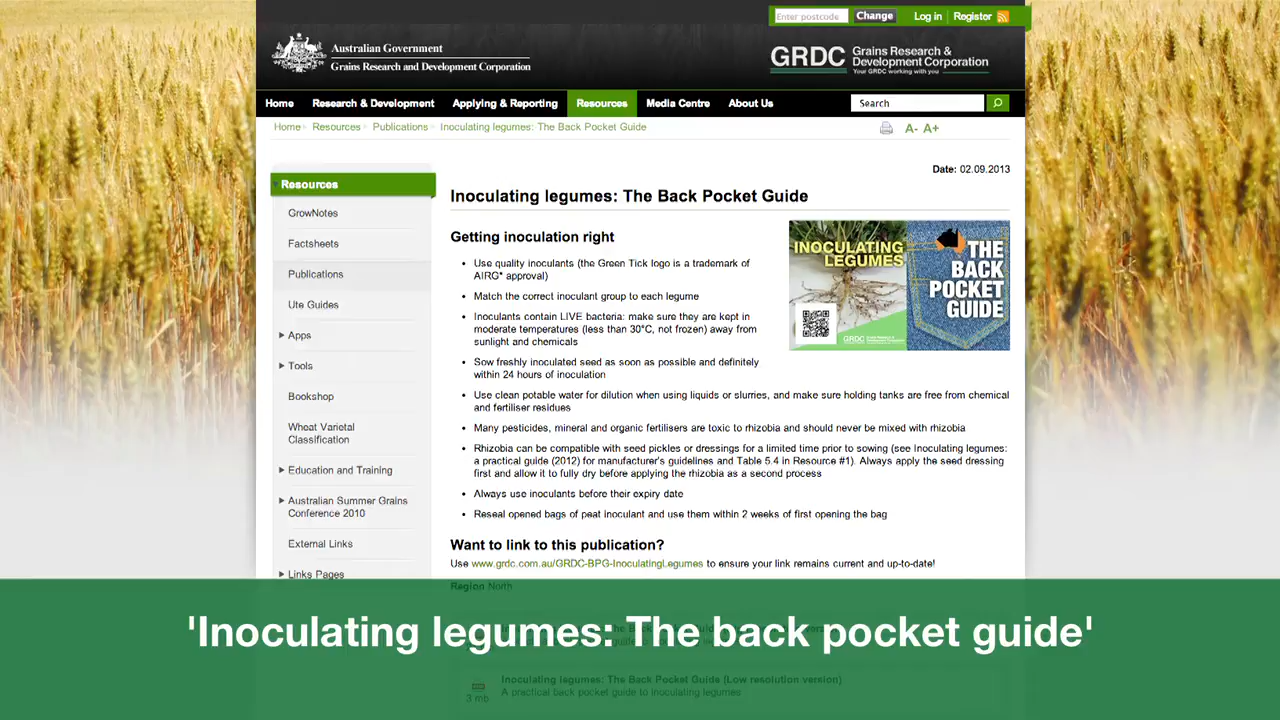 Enter postcode Change Log in Register
Australian Government
Grains Research and Development Corporation
GRDC Grains Research &
Development Corporation
Your GRDC working with you
Home Research & Development Applying & Reporting Resources Media Centre About Us Search
Home Resources Publications Inoculating legumes: The Back Pocket Guide A- A+
Date: 02.09.2013
Resources
GrowNotes
Factsheets
Publications
Ute Guides
Apps
Tools
Bookshop
Wheat Varietal
Classification
Education and Training
Australian Summer Grains
Conference 2010
External Links
Links Pages
Inoculating legumes: The Back Pocket Guide
Getting inoculation right
• Use quality inoculants (the Green Tick logo is a trademark of
AIRG* approval)
• Match the correct inoculant group to each legume
• Inoculants contain LIVE bacteria: make sure they are kept in
moderate temperatures (less than 30°C, not frozen) away from
sunlight and chemicals
• Sow freshly inoculated seed as soon as possible and definitely
within 24 hours of inoculation
• Use clean potable water for dilution when using liquids or slurries, and make sure holding tanks are free from chemical
and fertiliser residues
• Many pesticides, mineral and organic fertilisers are toxic to rhizobia and should never be mixed with rhizobia
• Rhizobia can be compatible with seed pickles or dressings for a limited time prior to sowing (see Inoculating legumes:
a practical guide (2012) for manufacturer's guidelines and Table 5.4 in Resource #1). Always apply the seed dressing
first and allow it to fully dry before applying the rhizobia as a second process
• Always use inoculants before their expiry date
• Reseal opened bags of peat inoculant and use them within 2 weeks of first opening the bag
INOCULATING
LEGUMES
GRDC
THE
BACK
POCKET
GUIDE
Want to link to this publication?
Use www.grdc.com.au/GRDC-BPG-InoculatingLegumes to ensure your link remains current and up-to-date!
Region North
'Inoculating legumes: The back pocket guide'
Inoculating legumes: The Back Pocket Guide (Low resolution version)
3 mb A practical back pocket guide to inoculating legumes